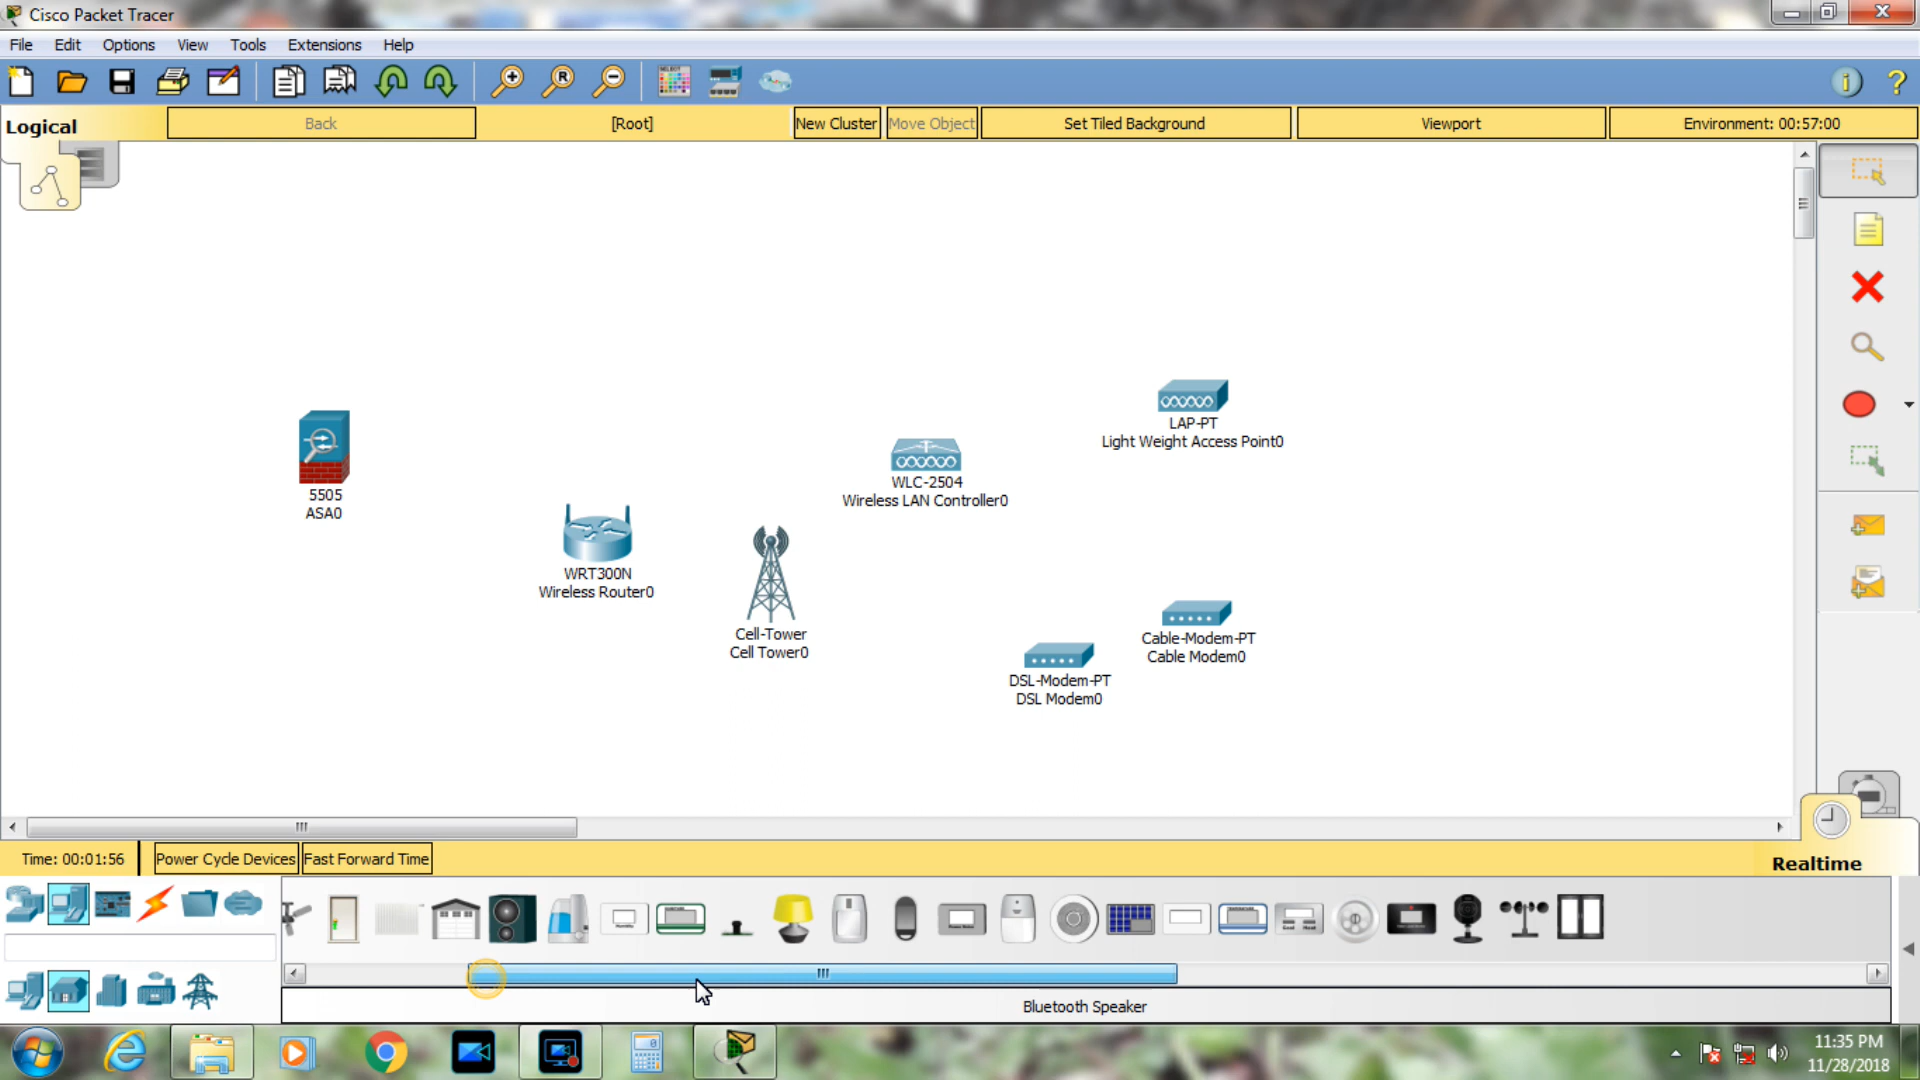 Cisco Packet Tracer
File Edit Options View Tools Extensions Help
Logical Back [Root] New Cluster Move Object Set Tiled Background Viewport Environment: 00:57:00
LAP-PT
Light Weight Access Point0
WLC-2504
Wireless LAN Controller0
5505
ASA0
WRT300N
Wireless Router0
Cell-Tower
Cell Tower0
Cable-Modem-PT
Cable Modem0
DSL-Modem-PT
DSL Modem0
Time: 00:01:56 Power Cycle Devices Fast Forward Time Realtime
Bluetooth Speaker
11:35 PM
11/28/2018